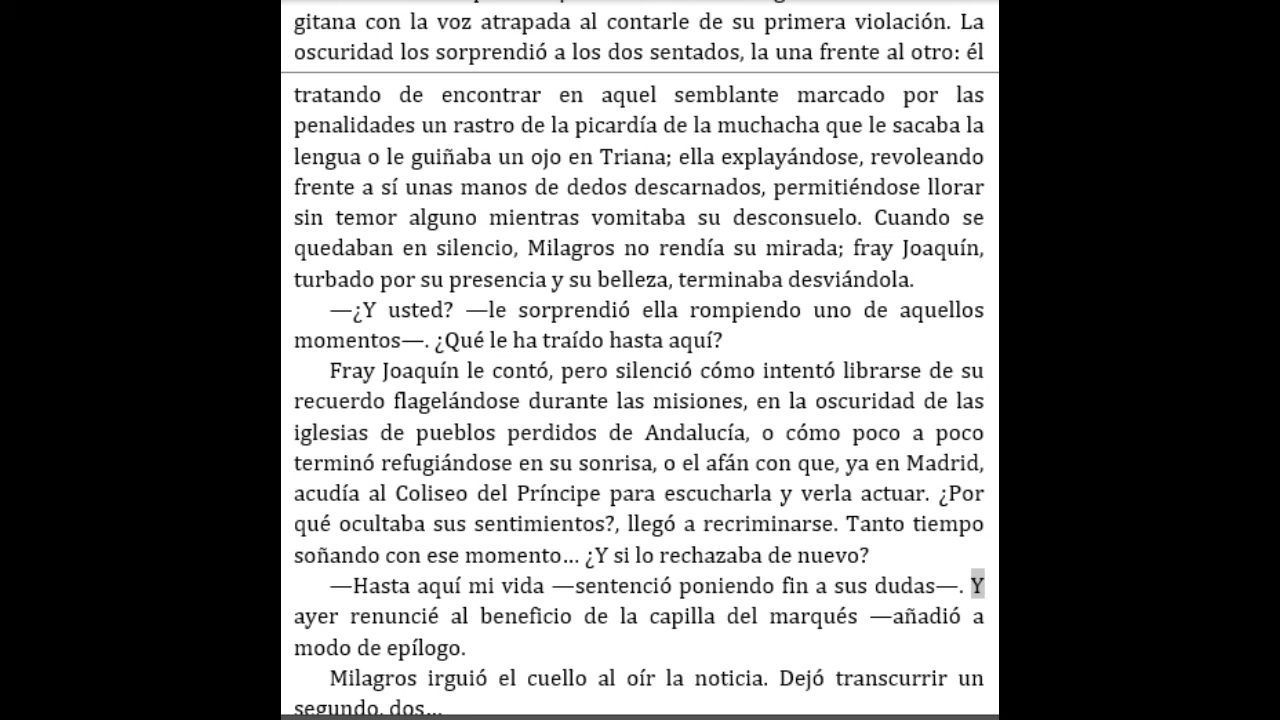 gitana con la voz atrapada al contarle de su primera violación. La
oscuridad los sorprendió a los dos sentados, la una frente al otro: él
tratando de encontrar en aquel semblante marcado por las
penalidades un rastro de la picardía de la muchacha que le sacaba la
lengua o le guiñaba un ojo en Triana; ella explayándose, revoleando
frente a sí unas manos de dedos descarnados, permitiéndose llorar
sin temor alguno mientras vomitaba su desconsuelo. Cuando se
quedaban en silencio, Milagros no rendía su mirada; fray Joaquín,
turbado por su presencia y su belleza, terminaba desviándola.
—¿Y usted? —le sorprendió ella rompiendo uno de aquellos
momentos—. ¿Qué le ha traído hasta aquí?
Fray Joaquín le contó, pero silenció cómo intentó librarse de su
recuerdo flagelándose durante las misiones, en la oscuridad de las
iglesias de pueblos perdidos de Andalucía, o cómo poco a poco
terminó refugiándose en su sonrisa, o el afán con que, ya en Madrid,
acudía al Coliseo del Príncipe para escucharla y verla actuar. ¿Por
qué ocultaba sus sentimientos?, llegó a recriminarse. Tanto tiempo
soñando con ese momento... ¿Y si lo rechazaba de nuevo?
—Hasta aquí mi vida —sentenció poniendo fin a sus dudas—. Y
ayer renuncié al beneficio de la capilla del marqués —añadió a
modo de epílogo.
Milagros irguió el cuello al oír la noticia. Dejó transcurrir un
segundo, dos...